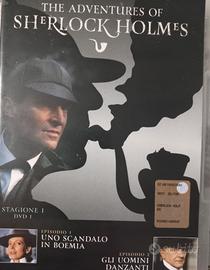 THE ADVENTURES OF
SHERLOCK HOLMES
STAGIONE 1
DVD 1
EPISODIO 1
UNO SCANDALO
IN BOEMIA
EPISODIO 2
GLI UOMINI
DANZANTI